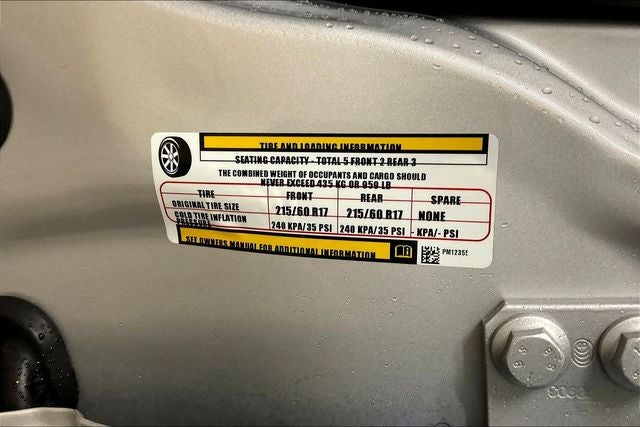 TIRE AND LOADING INFORMATION
SEATING CAPACITY - TOTAL 5 FRONT 2 REAR 3
THE COMBINED WEIGHT OF OCCUPANTS AND CARGO SHOULD
NEVER EXCEED 435 KG OR 959 LB
TIRE FRONT REAR SPARE
ORIGINAL TIRE SIZE 215/60 R17 215/60 R17 NONE
COLD TIRE INFLATION
PRESSURE 240 KPA/35 PSI 240 KPA/35 PSI - KPA/- PSI
SEE OWNERS MANUAL FOR ADDITIONAL INFORMATION
PM12355